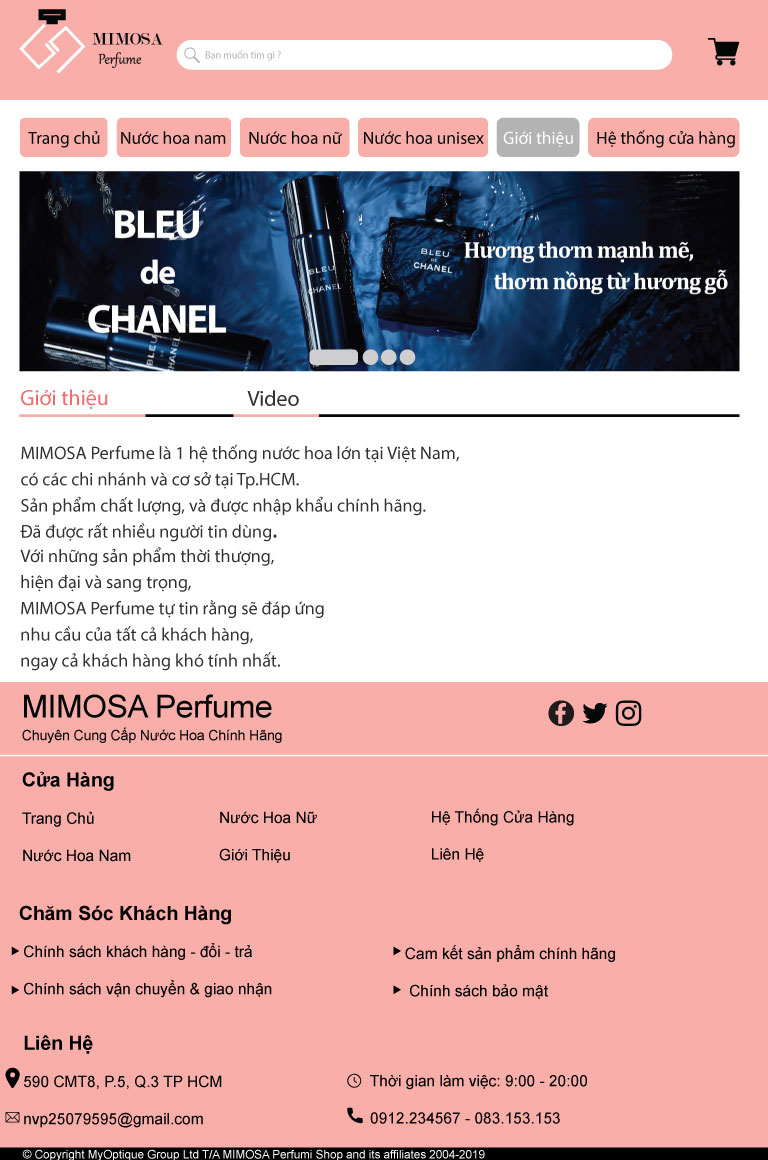 MIMOSA
Perfume
Bạn muốn tìm gì ?
Trang chủ
Nước hoa nam
Nước hoa nữ
Nước hoa unisex
Giới thiệu
Hệ thống cửa hàng
BLEU
de
CHANEL
BLEU
DE
CHANEL
BLEU
DE
CHANEL
Hương thơm mạnh mẽ,
thơm nồng từ hương gỗ
BLEU
DE
CHANEL
Giới thiệu
Video
MIMOSA Perfume là 1 hệ thống nước hoa lớn tại Việt Nam,
có các chi nhánh và cơ sở tại Tp.HCM.
Sản phẩm chất lượng, và được nhập khẩu chính hãng.
Đã được rất nhiều người tin dùng.
Với những sản phẩm thời thượng,
hiện đại và sang trọng,
MIMOSA Perfume tự tin rằng sẽ đáp ứng
nhu cầu của tất cả khách hàng,
ngay cả khách hàng khó tính nhất.
MIMOSA Perfume
Chuyên Cung Cấp Nước Hoa Chính Hãng
Cửa Hàng
Trang Chủ
Nước Hoa Nữ
Hệ Thống Cửa Hàng
Nước Hoa Nam
Giới Thiệu
Liên Hệ
Chăm Sóc Khách Hàng
Chính sách khách hàng - đổi - trả
Cam kết sản phẩm chính hãng
Chính sách vận chuyển & giao nhận
Chính sách bảo mật
Liên Hệ
590 CMT8, P.5, Q.3 TP HCM
Thời gian làm việc: 9:00 - 20:00
nvp25079595@gmail.com
0912.234567 - 083.153.153
© Copyright MyOptique Group Ltd T/A MIMOSA Perfumi Shop and its affiliates 2004-2019